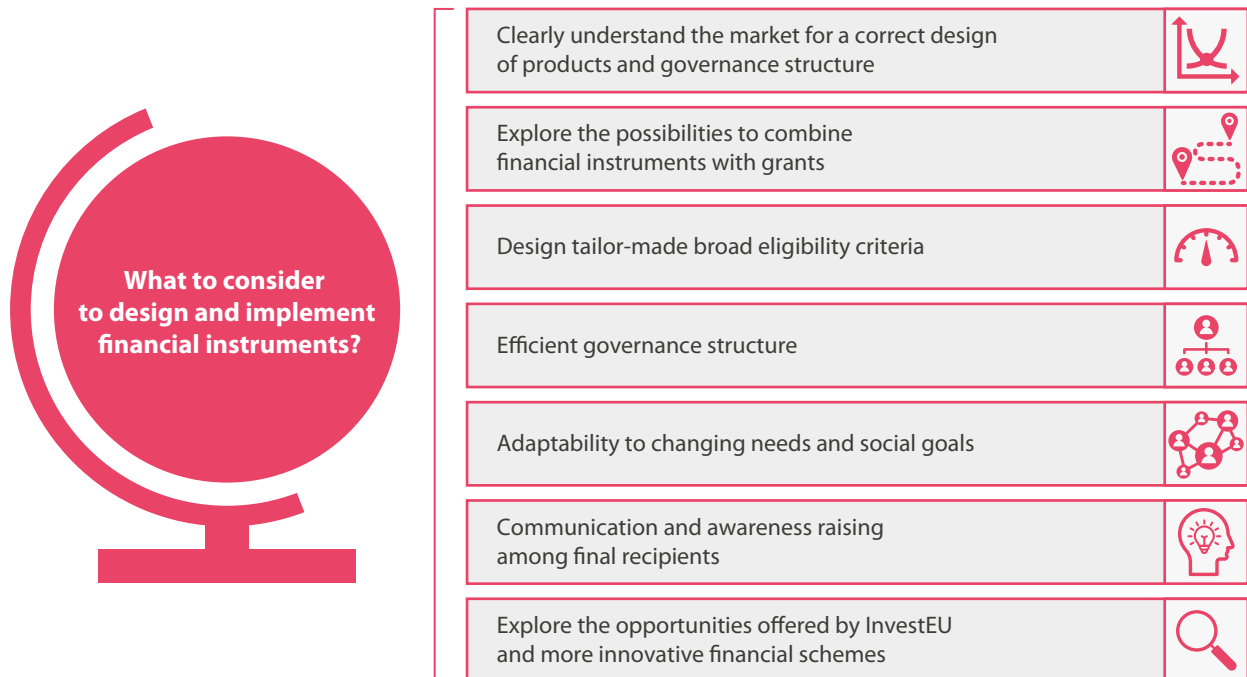 What to consider
to design and implement
financial instruments?
Clearly understand the market for a correct design
of products and governance structure
Explore the possibilities to combine
financial instruments with grants
Design tailor-made broad eligibility criteria
Efficient governance structure
Adaptability to changing needs and social goals
Communication and awareness raising
among final recipients
Explore the opportunities offered by InvestEU
and more innovative financial schemes